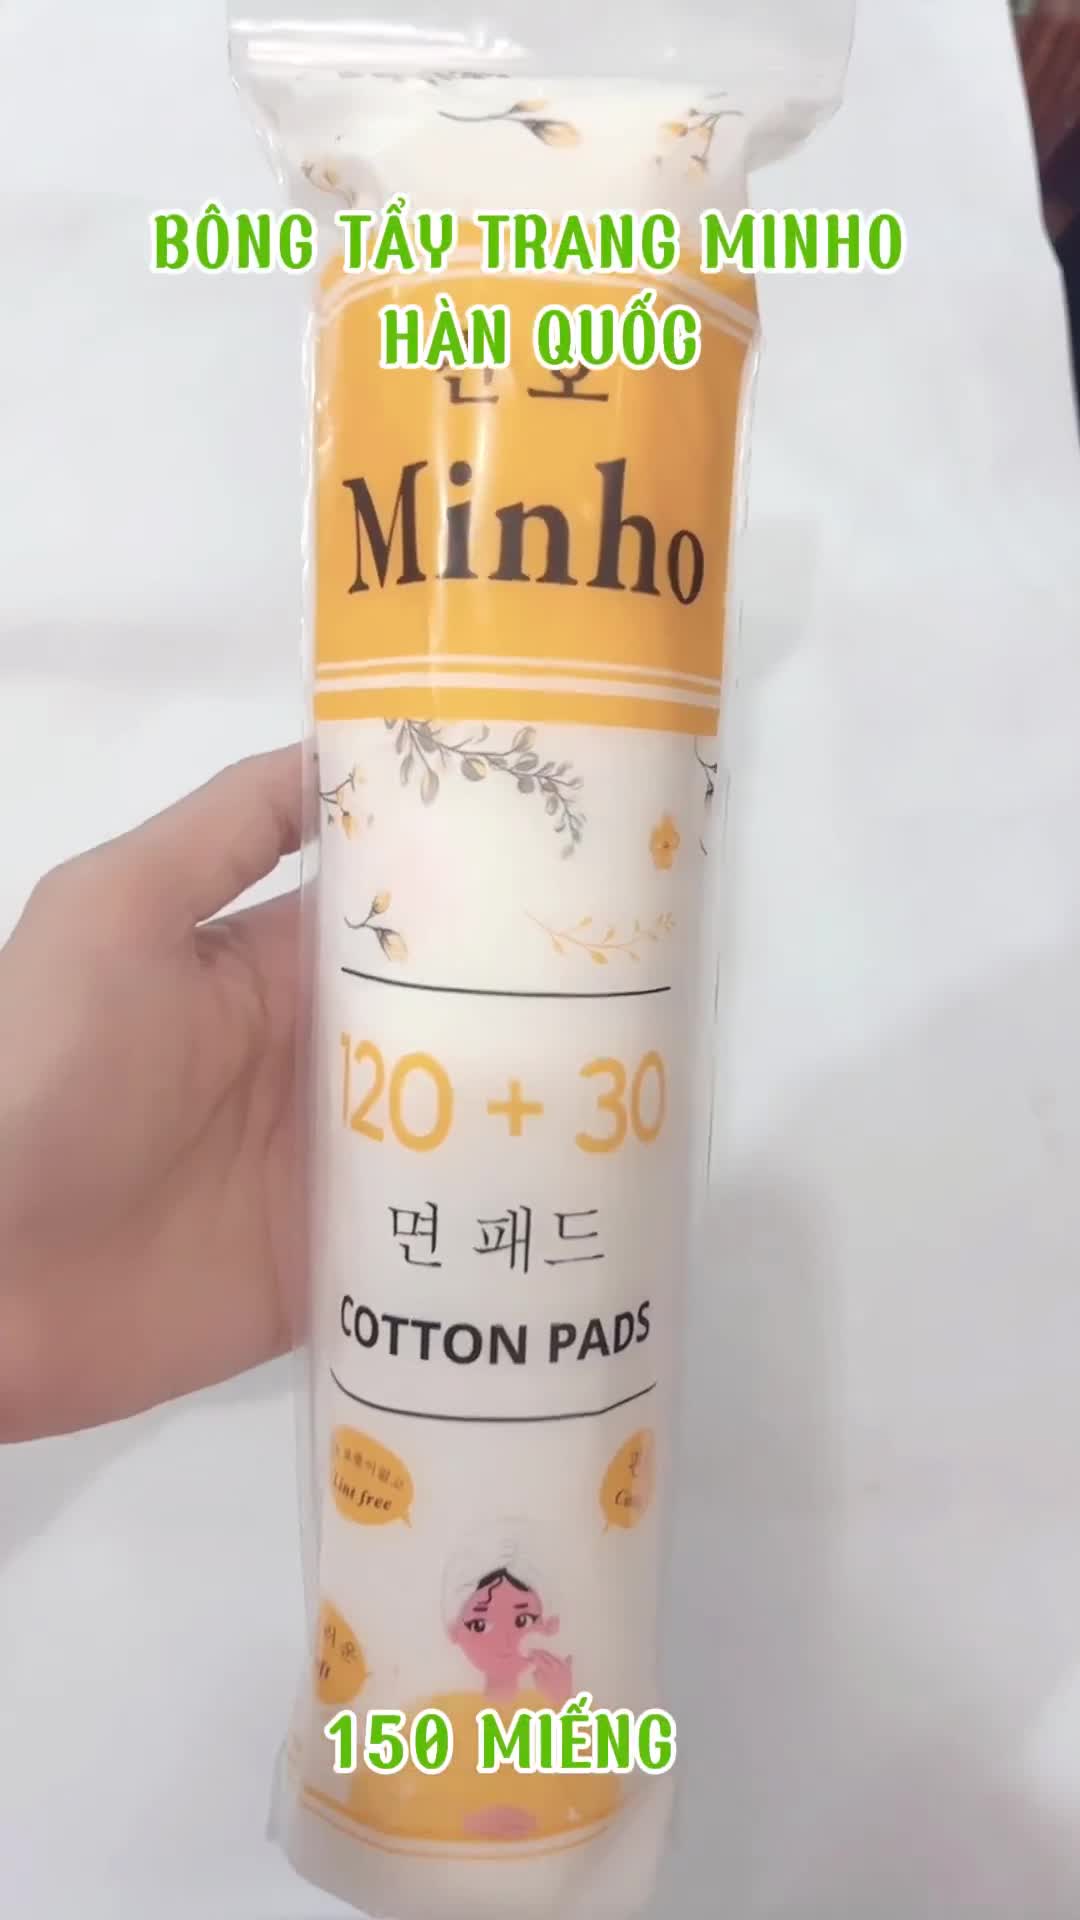 BÔNG TẨY TRANG MINHO
HÀN QUỐC
Minho
120 + 30
면 패드
COTTON PADS
Lint free
150 MIẾNG